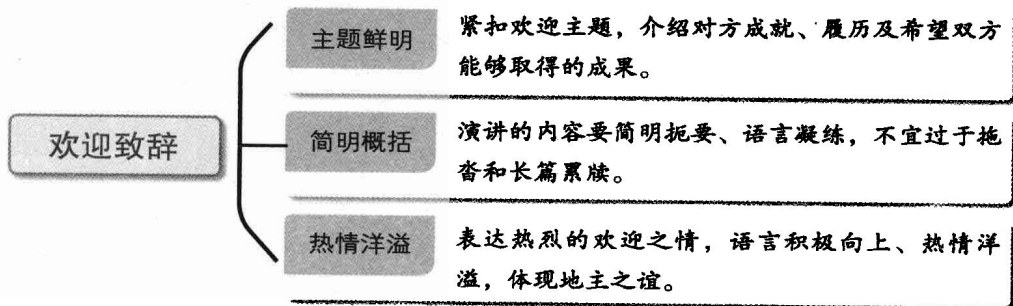 主题鲜明
紧扣欢迎主题，介绍对方成就、履历及希望双方
能够取得的成果。
欢迎致辞
简明概括
演讲的内容要简明扼要、语言凝练，不宜过于拖
沓和长篇累牍。
热情洋溢
表达热烈的欢迎之情，语言积极向上、热情洋
溢，体现地主之谊。